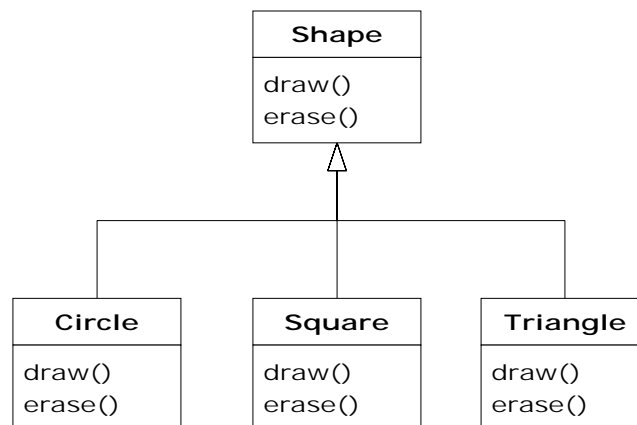 Shape
draw()
erase()
Circle
draw()
erase()
Square
draw()
erase()
Triangle
draw()
erase()